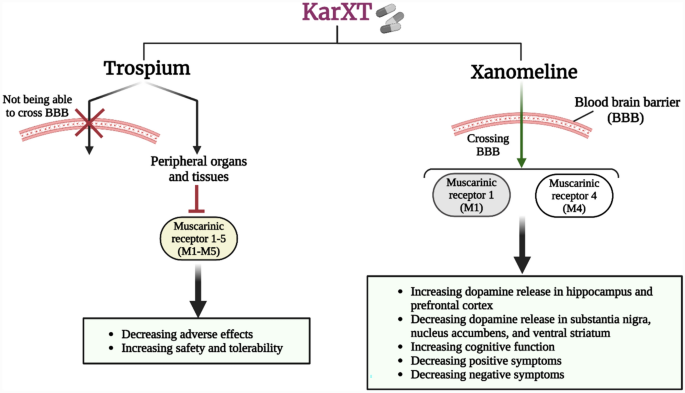 KarXT
Trospium
Xanomeline
Not being able
to cross BBB
Blood brain barrier
(BBB)
Crossing
BBB
Peripheral organs
and tissues
Muscarinic
receptor 1
(M1)
Muscarinic
receptor 4
(M4)
Muscarinic
receptor 1-5
(M1-M5)
• Decreasing adverse effects
• Increasing safety and tolerability
• Increasing dopamine release in hippocampus and
prefrontal cortex
• Decreasing dopamine release in substantia nigra,
nucleus accumbens, and ventral striatum
• Increasing cognitive function
• Decreasing positive symptoms
• Decreasing negative symptoms